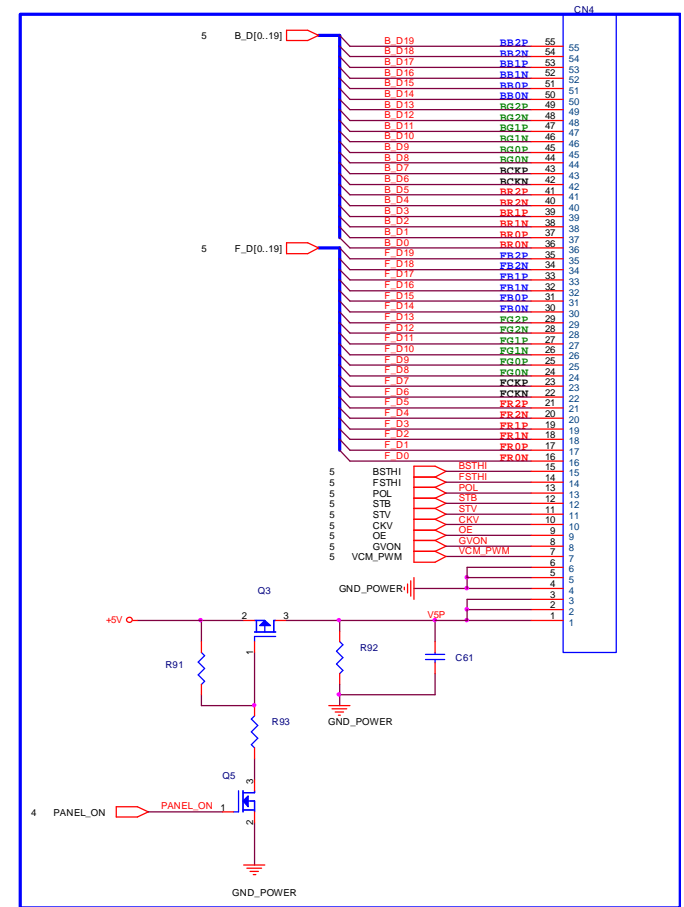 CN4
5 B_D[0..19]
B_D19 BB2P 55 55
B_D18 BB2N 54 54
B_D17 BB1P 53 53
B_D16 BB1N 52 52
B_D15 BB0P 51 51
B_D14 BB0N 50 50
B_D13 BG2P 49 49
B_D12 BG2N 48 48
B_D11 BG1P 47 47
B_D10 BG1N 46 46
B_D9 BG0P 45 45
B_D8 BG0N 44 44
B_D7 BCKP 43 43
B_D6 BCKN 42 42
B_D5 BR2P 41 41
B_D4 BR2N 40 40
B_D3 BR1P 39 39
B_D2 BR1N 38 38
B_D1 BR0P 37 37
B_D0 BR0N 36 36
5 F_D[0..19]
F_D19 FB2P 35 35
F_D18 FB2N 34 34
F_D17 FB1P 33 33
F_D16 FB1N 32 32
F_D15 FB0P 31 31
F_D14 FB0N 30 30
F_D13 FG2P 29 29
F_D12 FG2N 28 28
F_D11 FG1P 27 27
F_D10 FG1N 26 26
F_D9 FG0P 25 25
F_D8 FG0N 24 24
F_D7 FCKP 23 23
F_D6 FCKN 22 22
F_D5 FR2P 21 21
F_D4 FR2N 20 20
F_D3 FR1P 19 19
F_D2 FR1N 18 18
F_D1 FR0P 17 17
F_D0 FR0N 16 16
5 BSTHI BSTHI 15 15
5 FSTHI FSTHI 14 14
5 POL POL 13 13
5 STB STB 12 12
5 STV STV 11 11
5 CKV CKV 10 10
5 OE OE 9 9
5 GVON GVON 8 8
5 VCM_PWM VCM_PWM 7 7
6 6
5 5
GND_POWER 4 4
3 3
2 2
+5V 2 Q3 3 V5P 1 1
1
R91
R92
C61
GND_POWER
R93
Q5
3
4 PANEL_ON PANEL_ON 1
2
GND_POWER